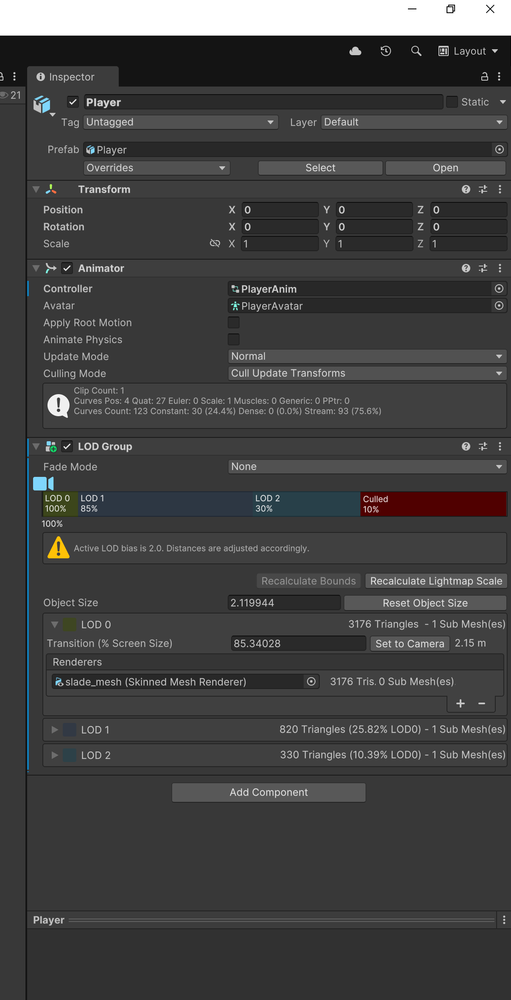 Layout
Inspector
21
Player
Static
Tag Untagged Layer Default
Prefab Player
Overrides Select Open
Transform
Position X 0 Y 0 Z 0
Rotation X 0 Y 0 Z 0
Scale X 1 Y 1 Z 1
Animator
Controller PlayerAnim
Avatar PlayerAvatar
Apply Root Motion
Animate Physics
Update Mode Normal
Culling Mode Cull Update Transforms
Clip Count: 1
Curves Pos: 4 Quat: 27 Euler: 0 Scale: 1 Muscles: 0 Generic: 0 PPtr: 0
Curves Count: 123 Constant: 30 (24.4%) Dense: 0 (0.0%) Stream: 93 (75.6%)
LOD Group
Fade Mode None
LOD 0 LOD 1 LOD 2 Culled
100% 85% 30% 10%
100%
Active LOD bias is 2.0. Distances are adjusted accordingly.
Recalculate Bounds Recalculate Lightmap Scale
Object Size 2.119944 Reset Object Size
LOD 0 3176 Triangles - 1 Sub Mesh(es)
Transition (% Screen Size) 85.34028 Set to Camera 2.15 m
Renderers
slade_mesh (Skinned Mesh Renderer) 3176 Tris. 0 Sub Mesh(es).
LOD 1 820 Triangles (25.82% LOD0) - 1 Sub Mesh(es)
LOD 2 330 Triangles (10.39% LOD0) - 1 Sub Mesh(es)
Add Component
Player